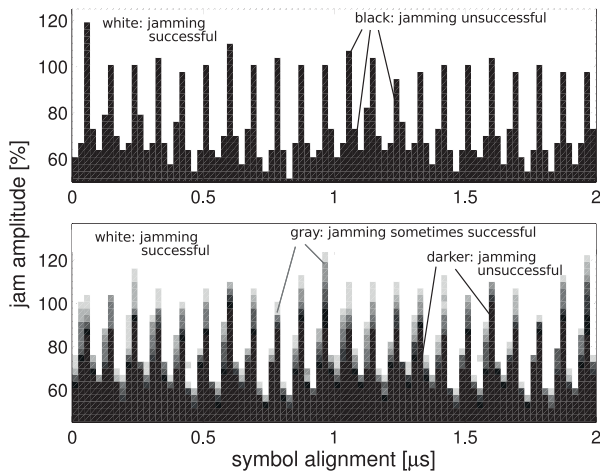 120
100
80
60
white: jamming
successful
black: jamming unsuccessful
0
0.5
1
1.5
2
jam amplitude [%]
120
100
80
60
white: jamming
successful
gray: jamming sometimes successful
darker: jamming
unsuccessful
0
0.5
1
1.5
2
symbol alignment [μs]